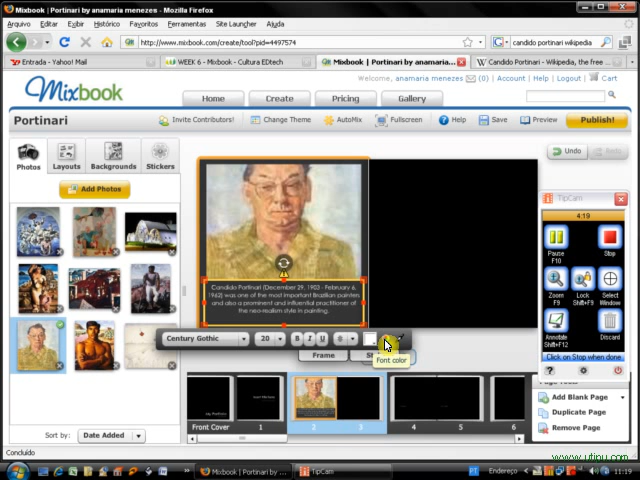 Mixbook | Portinari by anamaria menezes - Mozilla Firefox
Arquivo Editar Exibir Histórico Favoritos Ferramentas Site Launcher Ajuda
http://www.mixbook.com/create/tool?pid=4497574
candido portinari wikipedia
Entrada - Yahoo! Mail
WEEK 6 - Mixbook - Cultura EDtech
Mixbook | Portinari by anamaria...
Candido Portinari - Wikipedia, the free ...
Welcome, anamaria menezes (0) | Account | Help | Logout | Cart
Mixbook
Home Create Pricing Gallery
Portinari
Invite Contributors! Change Theme AutoMix Fullscreen Help Save Preview Publish!
Photos Layouts Backgrounds Stickers
Undo Redo
Add Photos
Candido Portinari (December 29, 1903 - February 6,
1962) was one of the most important Brazilian painters
and also a prominent and influential practitioner of
the neo-realism style in painting.
Century Gothic 20 B I U
Font color
Frame
TipCam
4:19
Pause F10
Stop
Zoom F9
Lock Shift+F9
Select Window
Annotate Shift+F12
Discard
Click on Stop when done
Front Cover 1 2 3 4 5 6
Add Blank Page
Duplicate Page
Remove Page
Sort by: Date Added
Concluído
www.utipu.com
Mixbook | Portinari b...
TipCam
PT Endereço 11:19